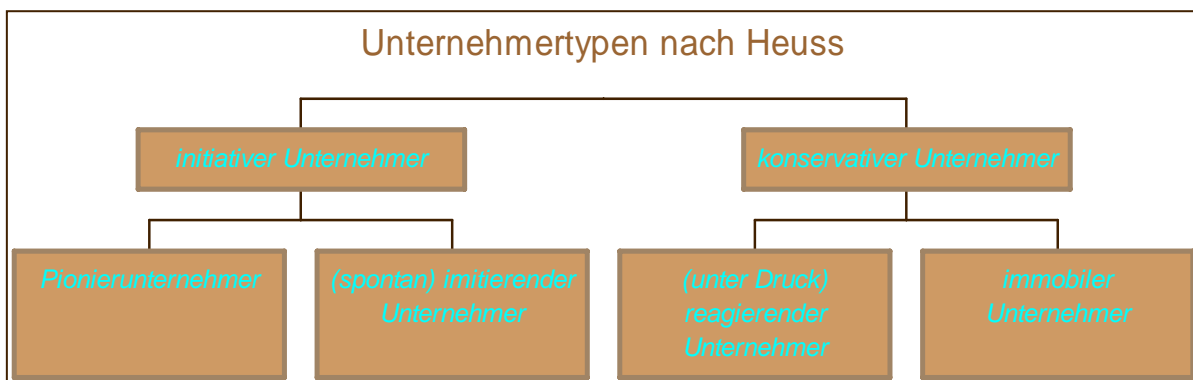 Unternehmertypen nach Heuss
initiativer Unternehmer
konservativer Unternehmer
Pionierunternehmer
(spontan) imitierender
Unternehmer
(unter Druck)
reagierender
Unternehmer
immobiler
Unternehmer